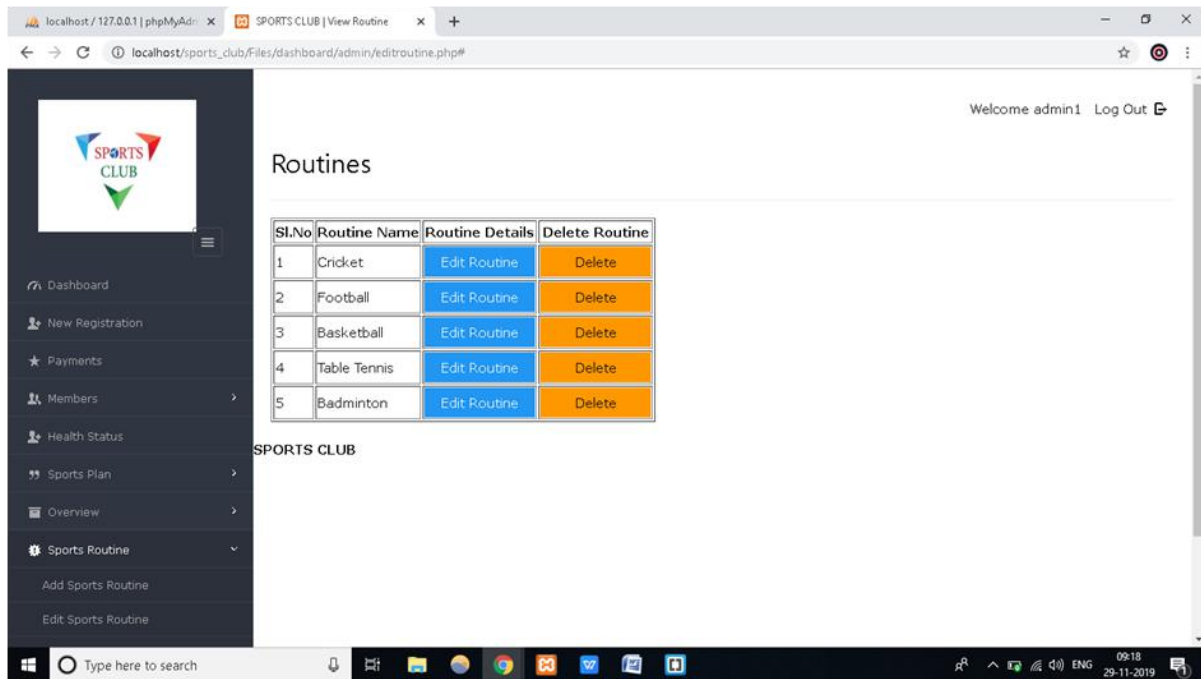 localhost / 127.0.0.1 | phpMyAdn
SPORTS CLUB | View Routine
localhost/sports_club/Files/dashboard/admin/editroutine.php#
SPORTS
CLUB
Welcome admin1 Log Out
Routines
Sl.No Routine Name Routine Details Delete Routine
1 Cricket Edit Routine Delete
2 Football Edit Routine Delete
3 Basketball Edit Routine Delete
4 Table Tennis Edit Routine Delete
5 Badminton Edit Routine Delete
SPORTS CLUB
Dashboard
New Registration
Payments
Members
Health Status
Sports Plan
Overview
Sports Routine
Add Sports Routine
Edit Sports Routine
Type here to search
ENG
09:18
29-11-2019